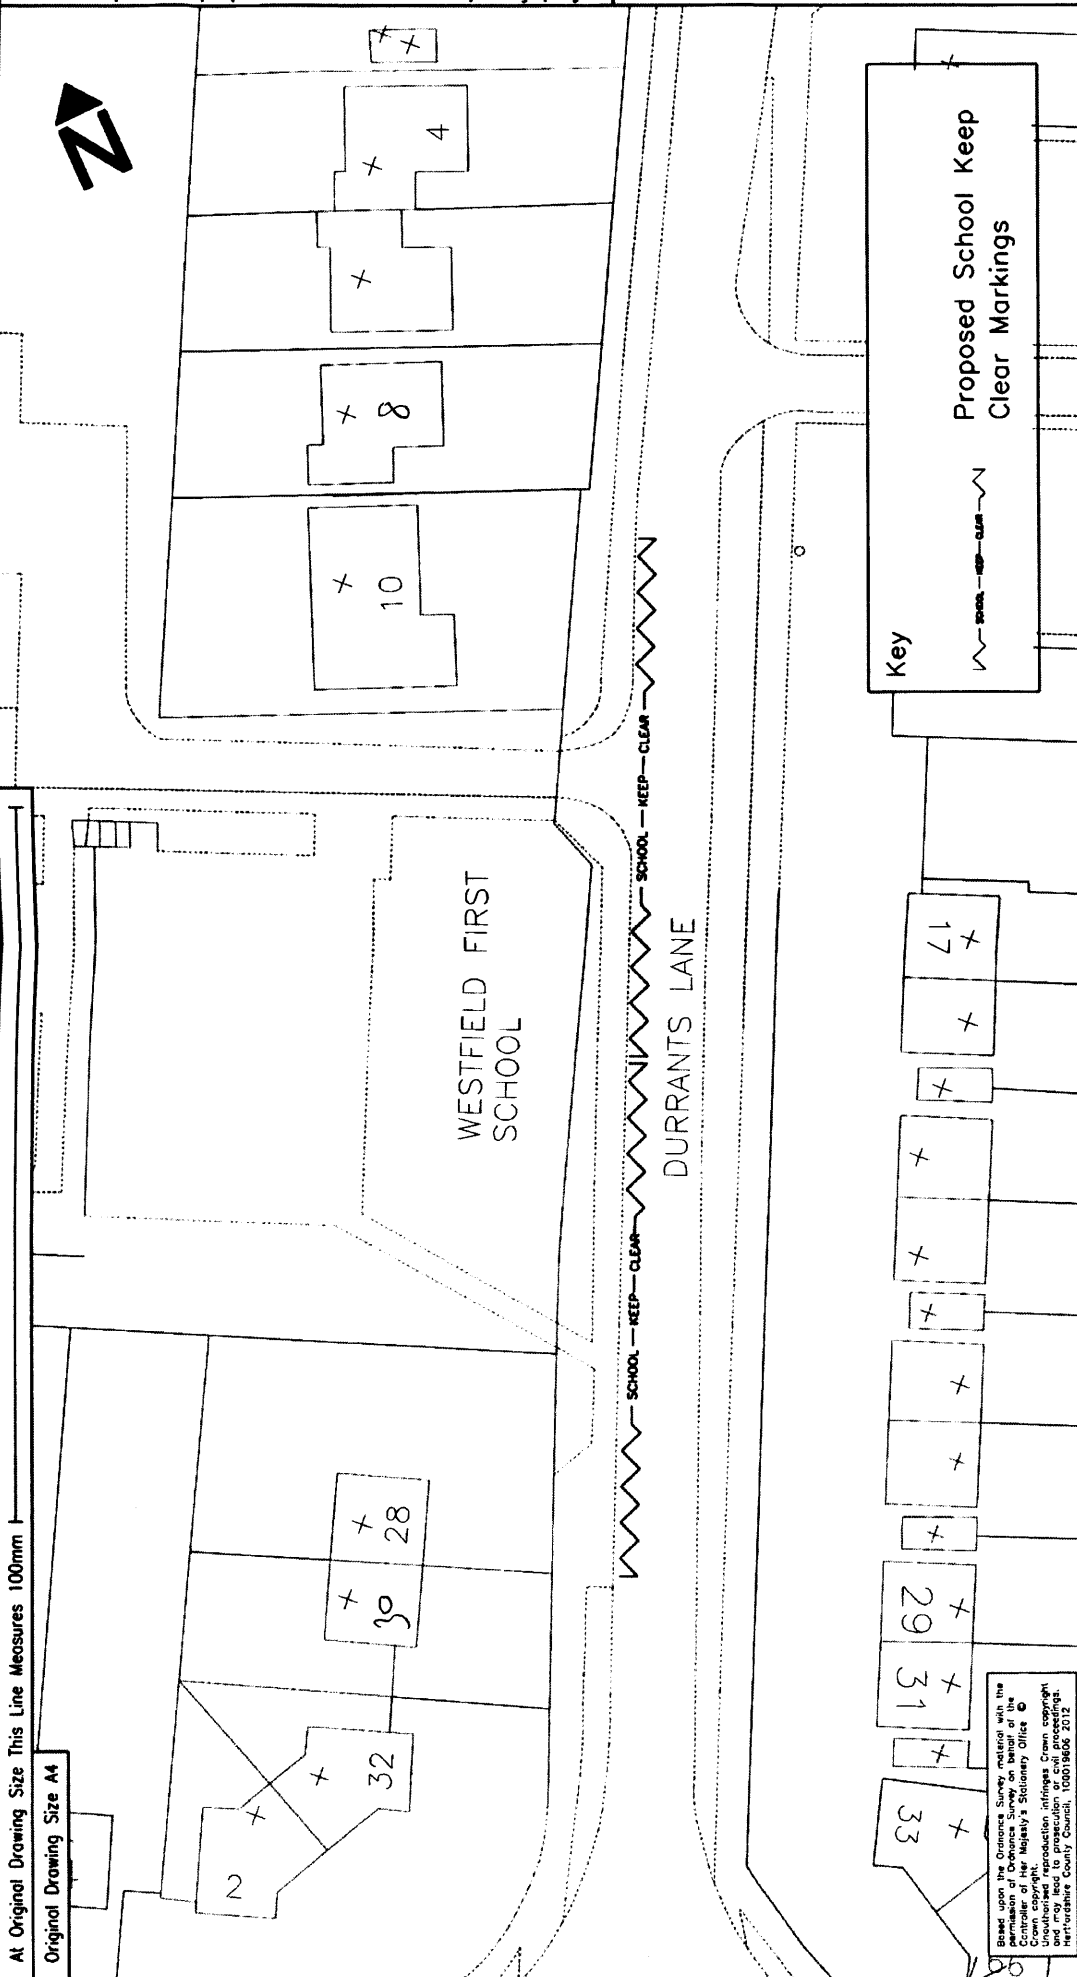 At Original Drawing Size This Line Measures 100mm
Original Drawing Size A4
N
4
8
10
WESTFIELD FIRST
SCHOOL
28
30
32
2
SCHOOL KEEP CLEAR
SCHOOL KEEP CLEAR
DURRANTS LANE
Key
SCHOOL KEEP CLEAR
Proposed School Keep
Clear Markings
17
29
31
33
Based upon the Ordnance Survey material with the
permission of Ordnance Survey on behalf of the
Controller of Her Majesty's Stationery Office ©
Crown copyright.
Unauthorised reproduction infringes Crown copyright
and may lead to prosecution or civil proceedings.
Hertfordshire County Council, 100019606 2012